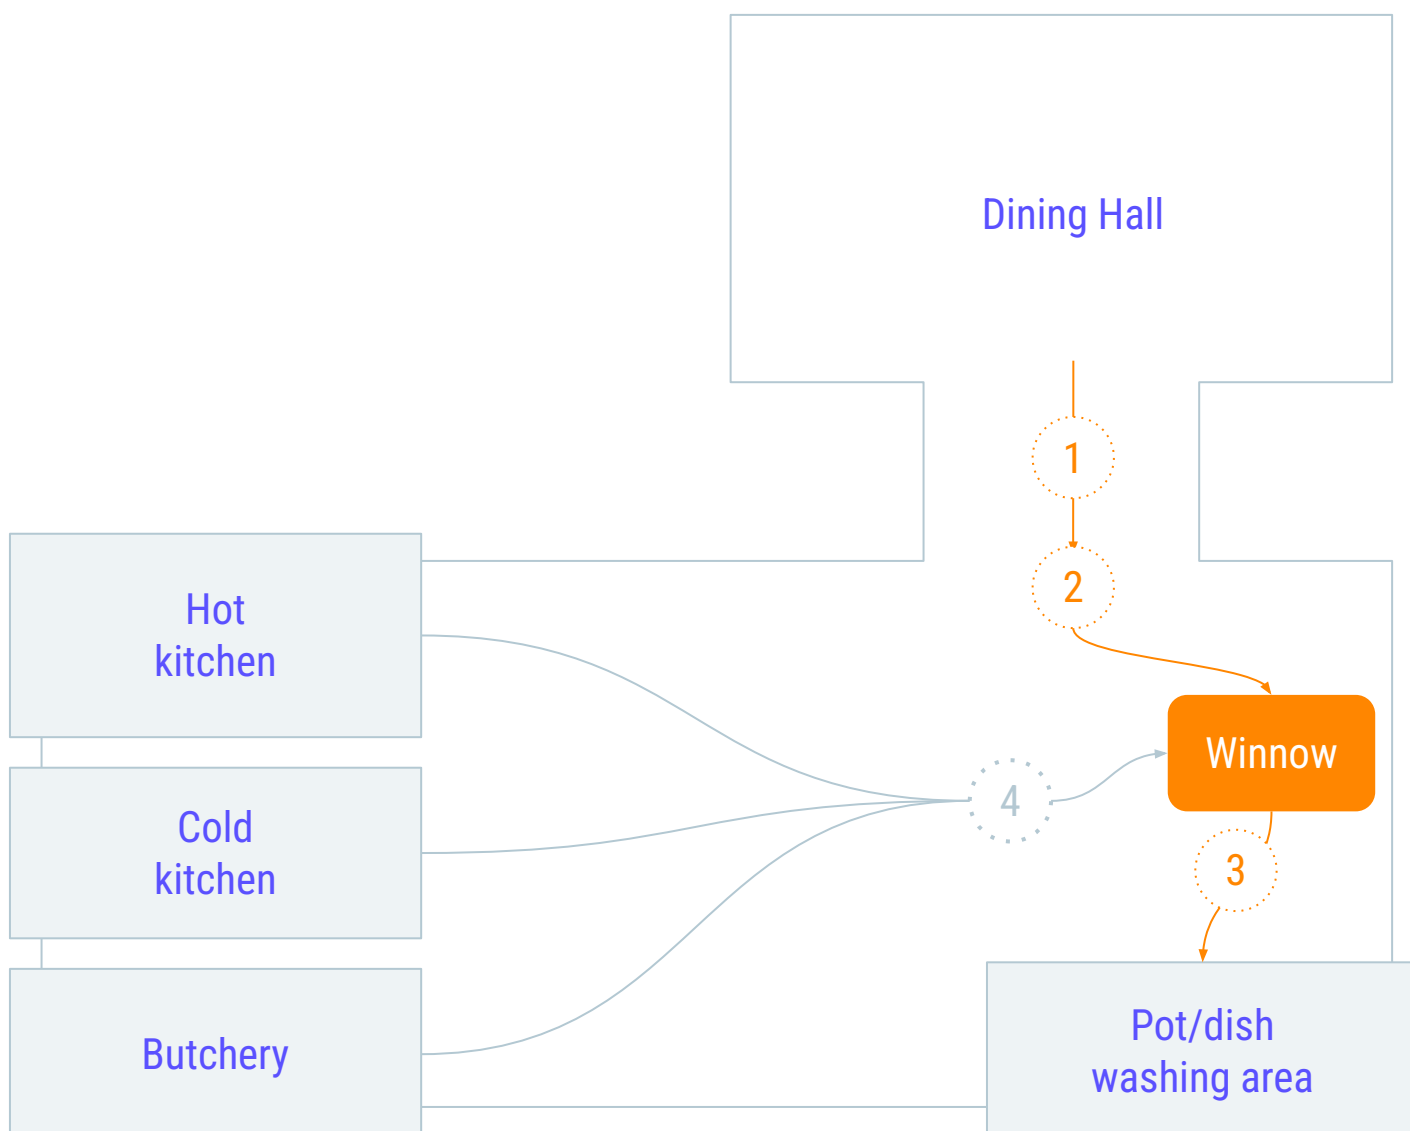 Dining Hall
1
2
Hot
kitchen
Winnow
4
Cold
kitchen
3
Butchery
Pot/dish
washing area